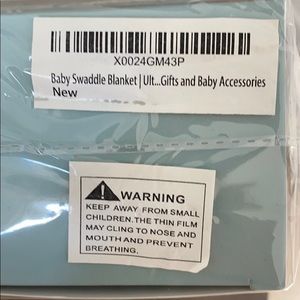 X0024GM43P
Baby Swaddle Blanket | Ult...Gifts and Baby Accessories
New
WARNING
KEEP AWAY FROM SMALL
CHILDREN.THE THIN FILM
MAY CLING TO NOSE AND
MOUTH AND PREVENT
BREATHING.